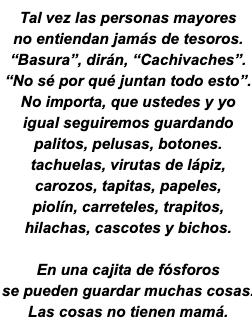 Tal vez las personas mayores
no entiendan jamás de tesoros.
“Basura”, dirán, “Cachivaches”.
“No sé por qué juntan todo esto”.
No importa, que ustedes y yo
igual seguiremos guardando
palitos, pelusas, botones.
tachuelas, virutas de lápiz,
carozos, tapitas, papeles,
piolín, carreteles, trapitos,
hilachas, cascotes y bichos.

En una cajita de fósforos
se pueden guardar muchas cosas.
Las cosas no tienen mamá.